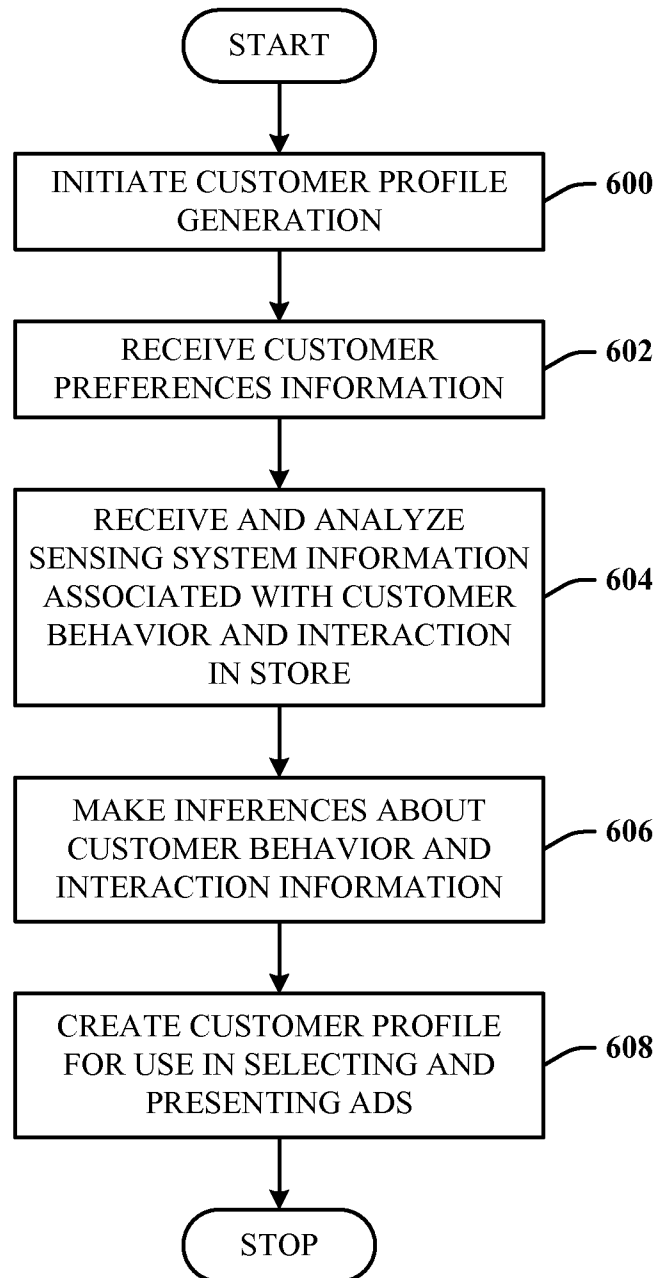 START
INITIATE CUSTOMER PROFILE
GENERATION
600
RECEIVE CUSTOMER
PREFERENCES INFORMATION
602
RECEIVE AND ANALYZE
SENSING SYSTEM INFORMATION
ASSOCIATED WITH CUSTOMER
BEHAVIOR AND INTERACTION
IN STORE
604
MAKE INFERENCES ABOUT
CUSTOMER BEHAVIOR AND
INTERACTION INFORMATION
606
CREATE CUSTOMER PROFILE
FOR USE IN SELECTING AND
PRESENTING ADS
608
STOP